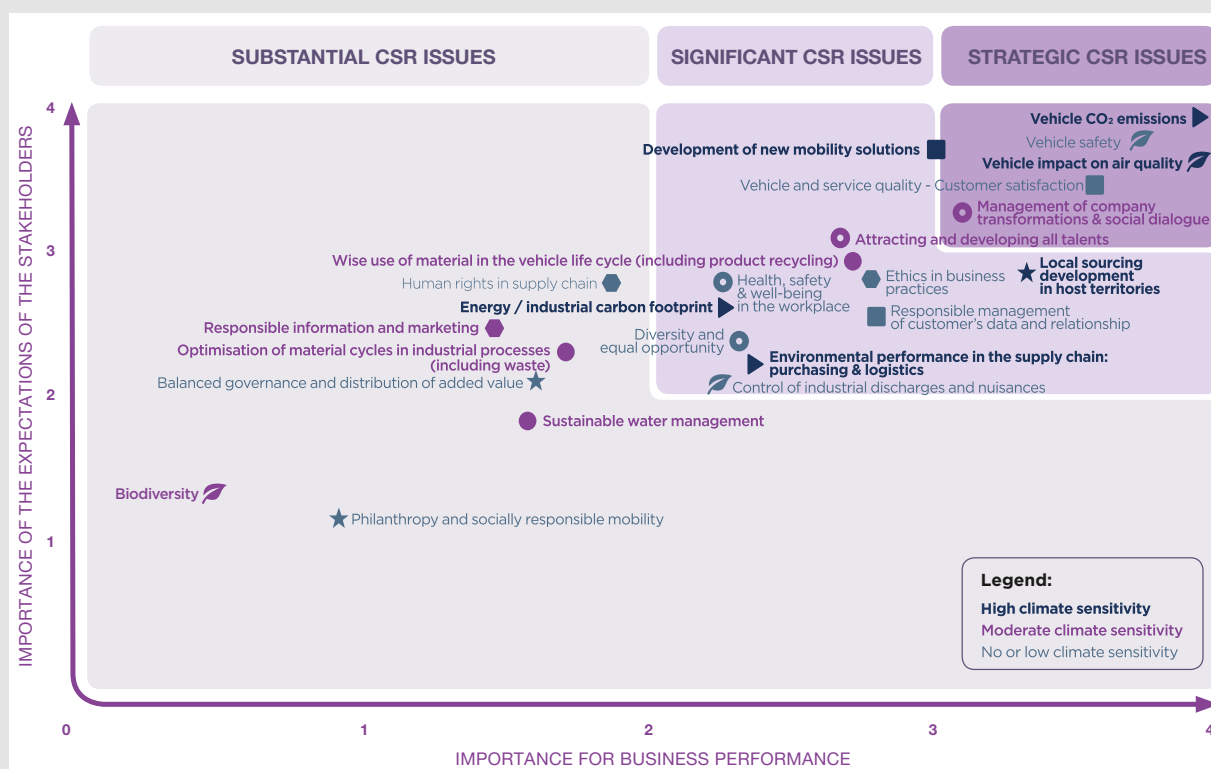 SUBSTANTIAL CSR ISSUES
SIGNIFICANT CSR ISSUES
STRATEGIC CSR ISSUES
IMPORTANCE OF THE EXPECTATIONS OF THE STAKEHOLDERS
4
3
2
1
Vehicle CO₂ emissions
Vehicle safety
Development of new mobility solutions
Vehicle impact on air quality
Vehicle and service quality - Customer satisfaction
Management of company
transformations & social dialogue
Attracting and developing all talents
Wise use of material in the vehicle life cycle (including product recycling)
Local sourcing
development
in host territories
Human rights in supply chain
Health, safety
& well-being
in the workplace
Ethics in business
practices
Energy / industrial carbon footprint
Responsible management
of customer's data and relationship
Responsible information and marketing
Diversity and
equal opportunity
Optimisation of material cycles in industrial processes
(including waste)
Environmental performance in the supply chain:
purchasing & logistics
Balanced governance and distribution of added value
Control of industrial discharges and nuisances
Sustainable water management
Biodiversity
Philanthropy and socially responsible mobility
Legend:
High climate sensitivity
Moderate climate sensitivity
No or low climate sensitivity
0
1
2
3
4
IMPORTANCE FOR BUSINESS PERFORMANCE